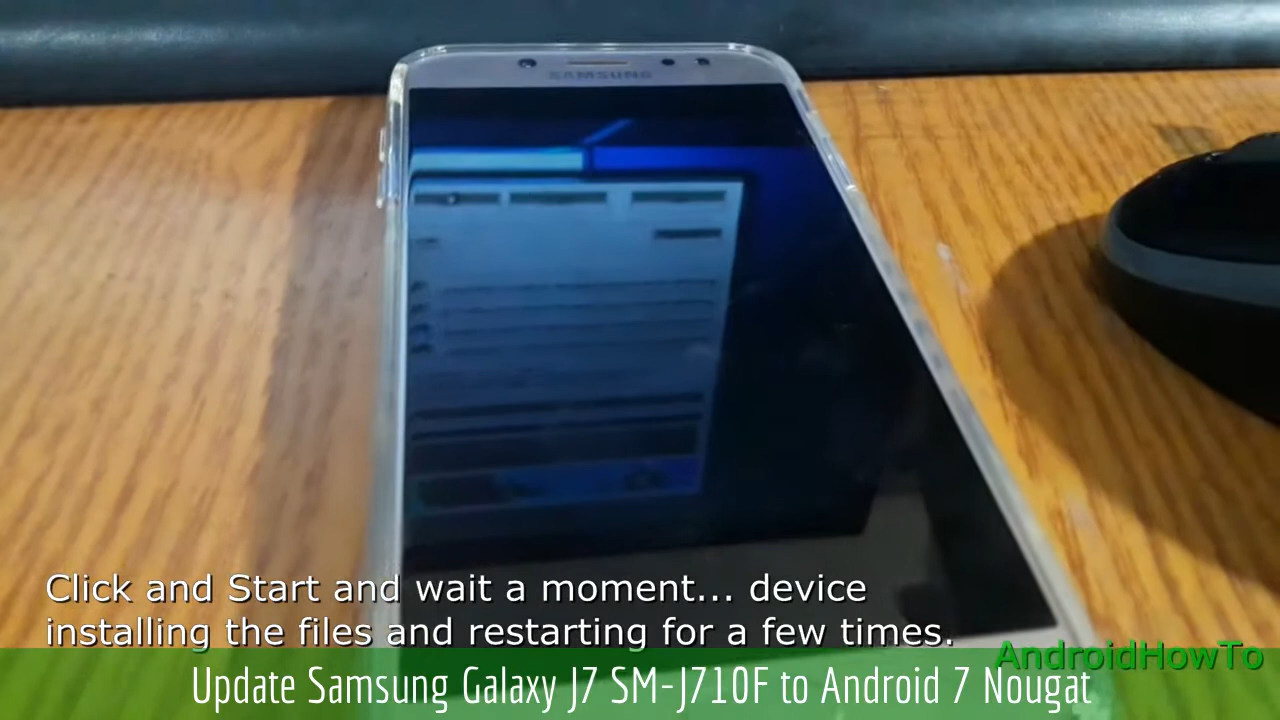 SAMSUNG
Click and Start and wait a moment... device
installing the files and restarting for a few times.
AndroidHowTo
Update Samsung Galaxy J7 SM-J710F to Android 7 Nougat